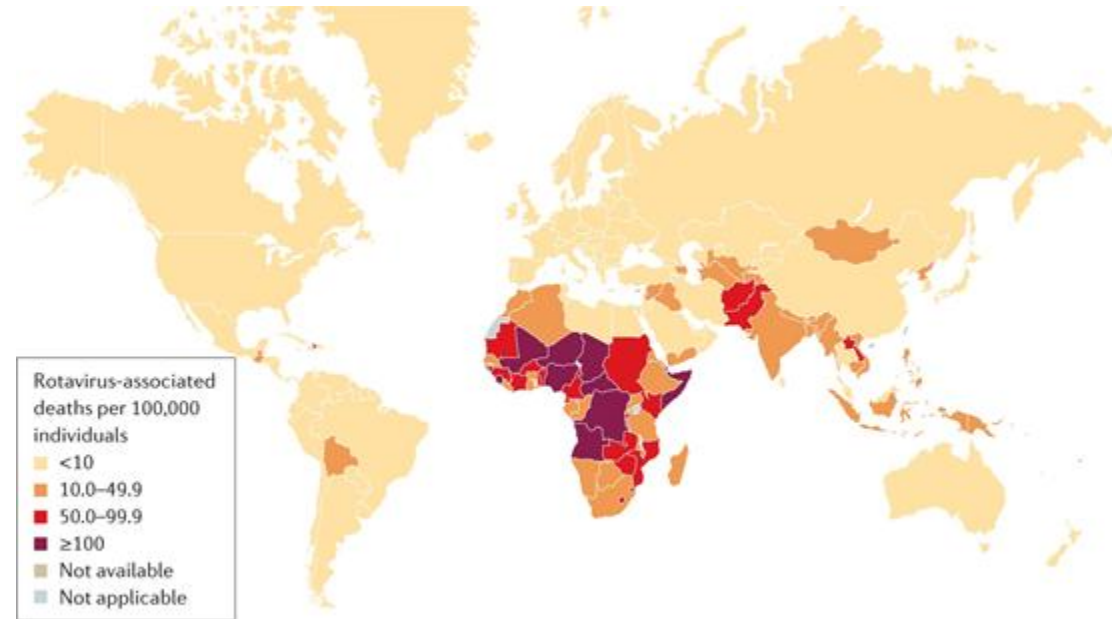 Rotavirus-associated
deaths per 100,000
individuals
<10
10.0–49.9
50.0–99.9
≥100
Not available
Not applicable